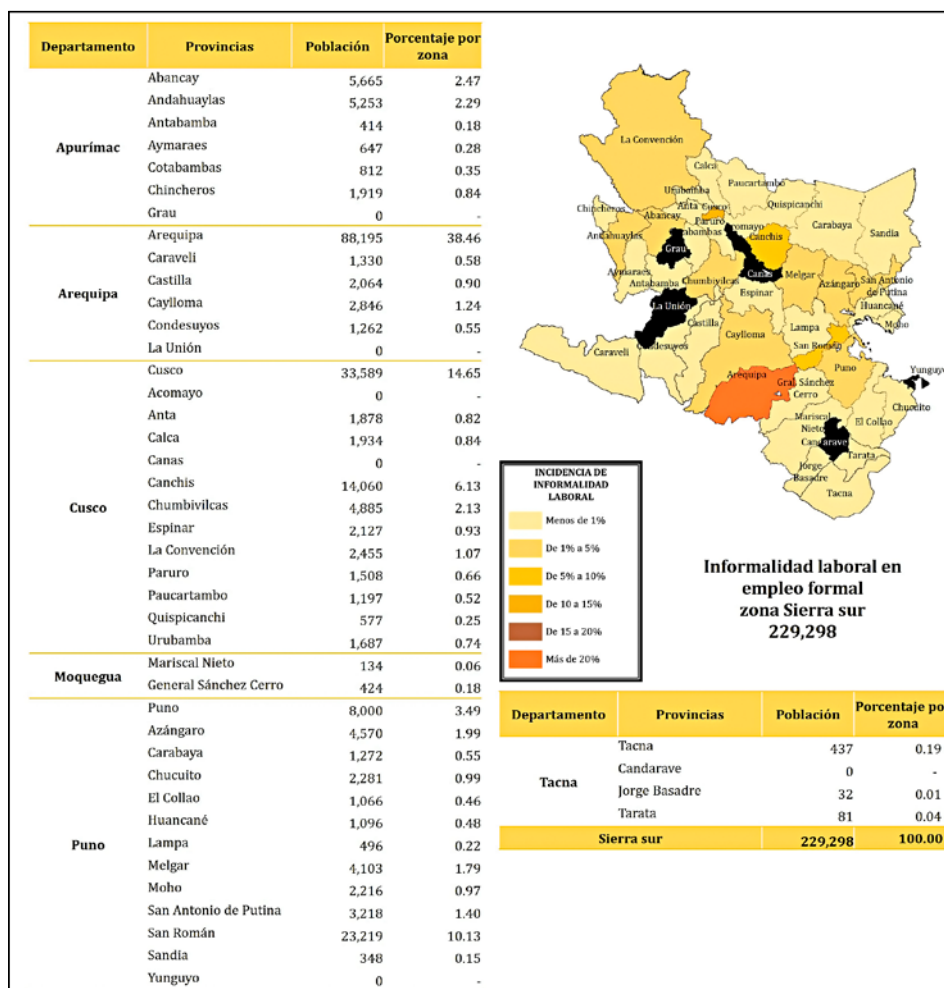 Departamento Provincias Población Porcentaje por zona
Apurímac
Abancay 5,665 2.47
Andahuaylas 5,253 2.29
Antabamba 414 0.18
Aymaraes 647 0.28
Cotabambas 812 0.35
Chincheros 1,919 0.84
Grau 0 -
Arequipa
Arequipa 88,195 38.46
Caraveli 1,330 0.58
Castilla 2,064 0.90
Caylloma 2,846 1.24
Condesuyos 1,262 0.55
La Unión 0 -
Cusco
Cusco 33,589 14.65
Acomayo 0 -
Anta 1,878 0.82
Calca 1,934 0.84
Canas 0 -
Canchis 14,060 6.13
Chumbivilcas 4,885 2.13
Espinar 2,127 0.93
La Convención 2,455 1.07
Paruro 1,508 0.66
Paucartambo 1,197 0.52
Quispicanchi 577 0.25
Urubamba 1,687 0.74
Moquegua
Mariscal Nieto 134 0.06
General Sánchez Cerro 424 0.18
Puno
Puno 8,000 3.49
Azángaro 4,570 1.99
Carabaya 1,272 0.55
Chucuito 2,281 0.99
El Collao 1,066 0.46
Huancané 1,096 0.48
Lampa 496 0.22
Melgar 4,103 1.79
Moho 2,216 0.97
San Antonio de Putina 3,218 1.40
San Román 23,219 10.13
Sandia 348 0.15
Yunguyo 0 -
La Convención
Calca
Paucartambo
Urubamba
Quispicanchi
Anta Cusco
Chincheros
Abancay
Paruro
Carabaya
Sandia
Andahuaylas
Grau
Canchis
Aymaraes
Canas
Melgar
Antabamba
Chumbivilcas
Azángaro
San Antonio
de Putina
Espinar
Huancané
La Unión
Castilla
Lampa
Moho
Caylloma
San Román
Caraveli
Arequipa
Puno
Yunguyo
Gral. Sánchez
Cerro
Chucuito
Mariscal
Nieto
El Collao
Candarave
Tarata
Jorge
Basadre
Tacna
INCIDENCIA DE
INFORMALIDAD
LABORAL
Menos de 1%
De 1% a 5%
De 5% a 10%
De 10 a 15%
De 15 a 20%
Más de 20%
Informalidad laboral en
empleo formal
zona Sierra sur
229,298
Departamento Provincias Población Porcentaje por zona
Tacna
Tacna 437 0.19
Candarave 0 -
Jorge Basadre 32 0.01
Tarata 81 0.04
Sierra sur 229,298 100.00